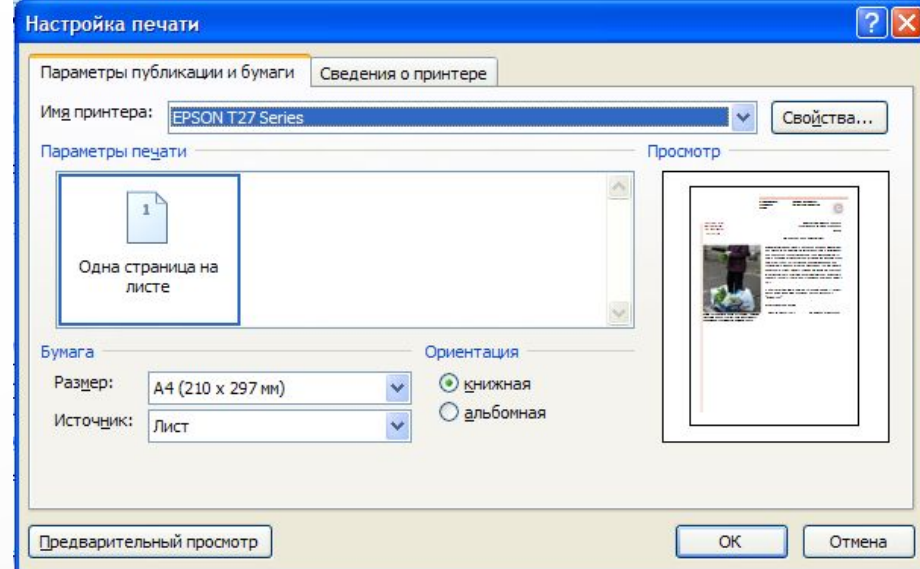 Настройка печати
Параметры публикации и бумаги
Сведения о принтере
Имя принтера:
EPSON T27 Series
Свойства...
Параметры печати
Просмотр
1
Одна страница на
листе
Бумага
Ориентация
Размер:
A4 (210 x 297 мм)
книжная
Источник:
Лист
альбомная
Предварительный просмотр
ОК
Отмена